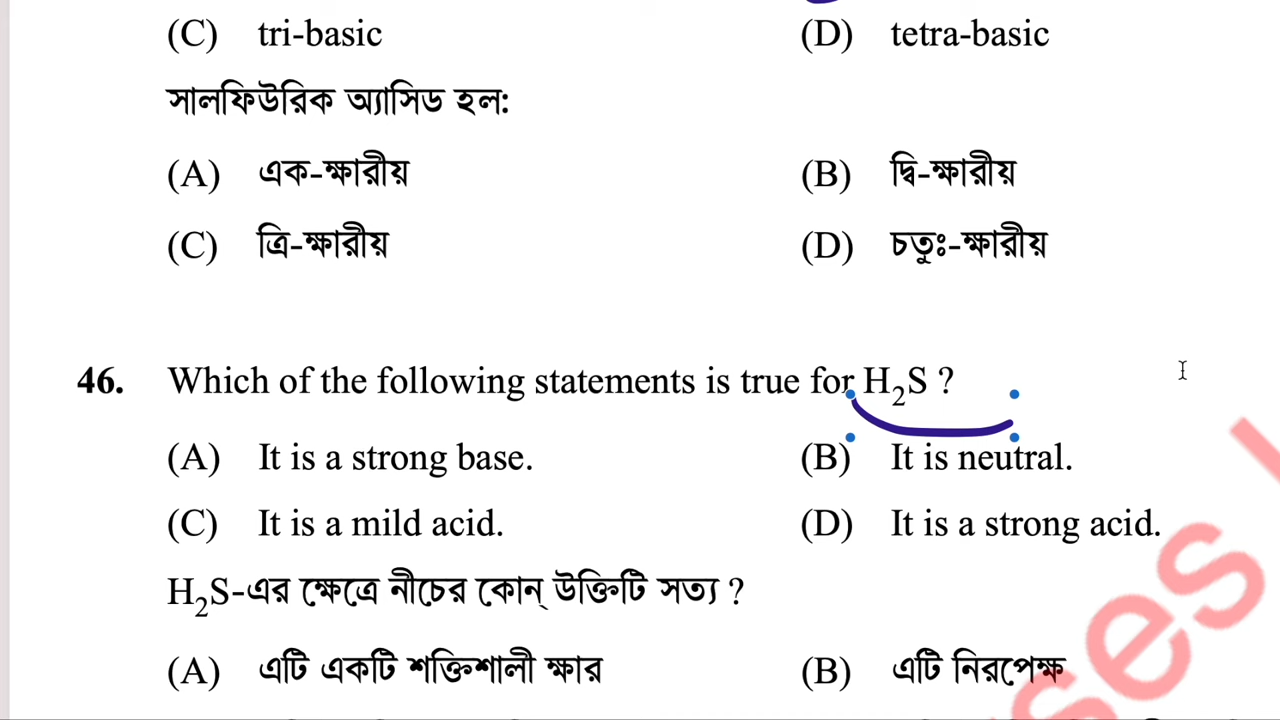 (C) tri-basic (D) tetra-basic
সালফিউরিক অ্যাসিড হল:
(A) এক-ক্ষারীয় (B) দ্বি-ক্ষারীয়
(C) ত্রি-ক্ষারীয় (D) চতুঃ-ক্ষারীয়
46. Which of the following statements is true for H₂S ?
(A) It is a strong base. (B) It is neutral.
(C) It is a mild acid. (D) It is a strong acid.
H₂S-এর ক্ষেত্রে নীচের কোন্ উক্তিটি সত্য ?
(A) এটি একটি শক্তিশালী ক্ষার (B) এটি নিরপেক্ষ
ses